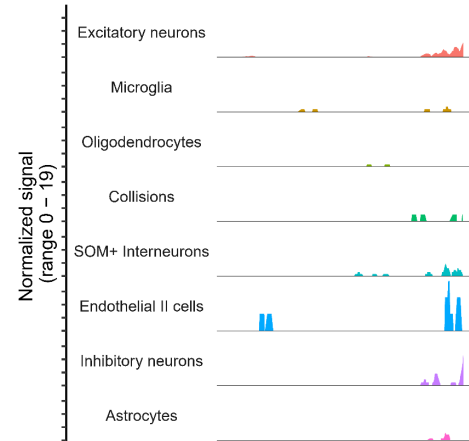 Normalized signal
(range 0 – 19)
Excitatory neurons
Microglia
Oligodendrocytes
Collisions
SOM+ Interneurons
Endothelial II cells
Inhibitory neurons
Astrocytes